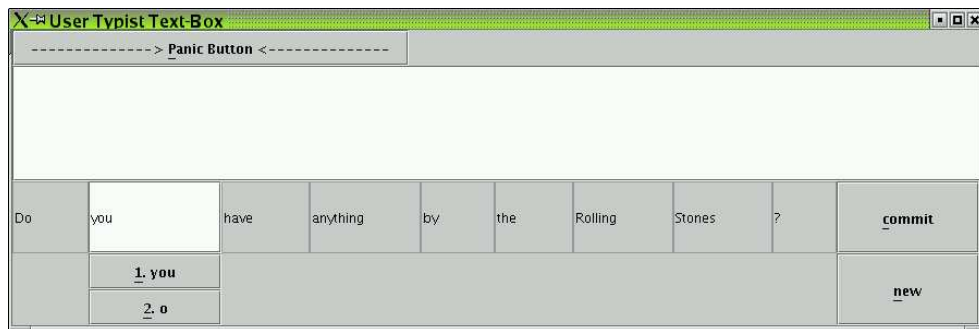 User Typist Text-Box
--------------> Panic Button <--------------
Do you have anything by the Rolling Stones ? commit
1. you
2. o
new